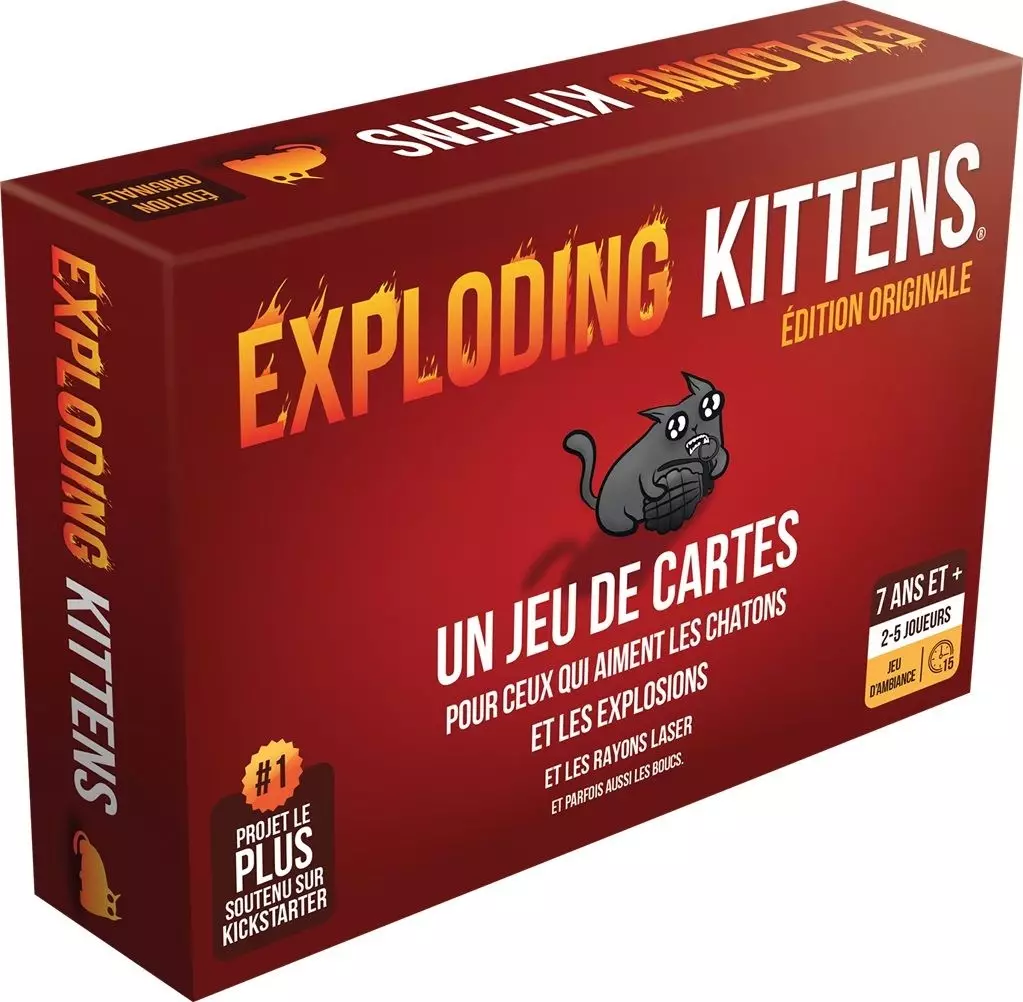 EXPLODING KITTENS
ÉDITION
ORIGINALE
EXPLODING KITTENS
EXPLODING KITTENS®
ÉDITION ORIGINALE
UN JEU DE CARTES
POUR CEUX QUI AIMENT LES CHATONS
ET LES EXPLOSIONS
ET LES RAYONS LASER
ET PARFOIS AUSSI LES BOUCS.
7 ANS ET +
2-5 JOUEURS
JEU
D'AMBIANCE
15
#1
PROJET LE
PLUS
SOUTENU SUR
KICKSTARTER